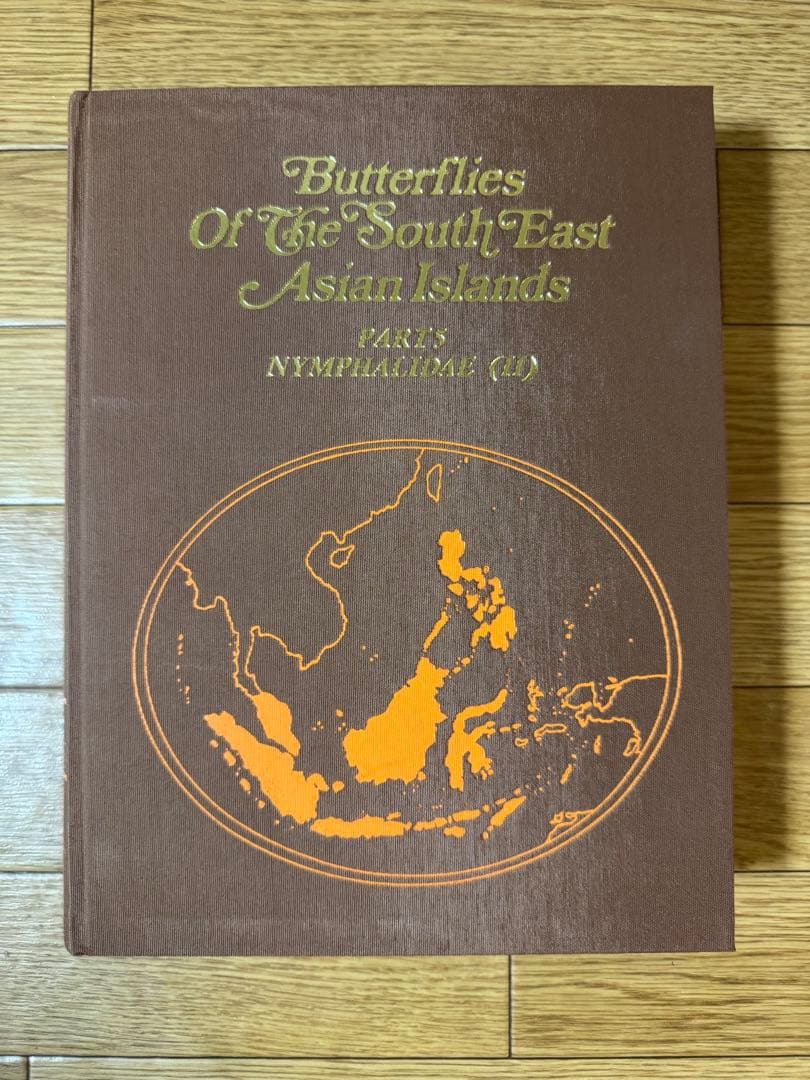 Butterflies
Of The South East
Asian Islands
PART5
NYMPHALIDAE (II)